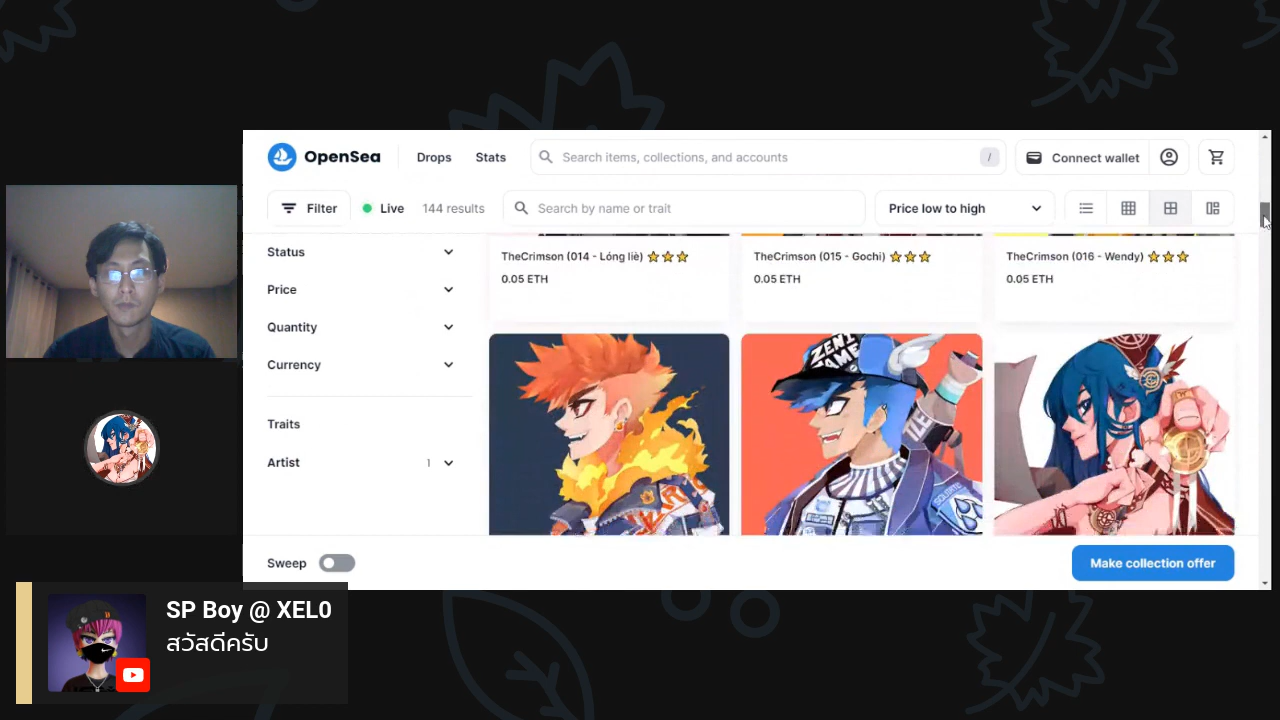 OpenSea
Drops
Stats
Search items, collections, and accounts
/
Connect wallet
Filter
Live
144 results
Search by name or trait
Price low to high
Status
Price
Quantity
Currency
Traits
Artist
1
TheCrimson (014 - Lóng liè) ⭐⭐⭐
0.05 ETH
TheCrimson (015 - Gochi) ⭐⭐⭐
0.05 ETH
TheCrimson (016 - Wendy) ⭐⭐⭐
0.05 ETH
Sweep
Make collection offer
SP Boy @ XEL0
สวัสดีครับ